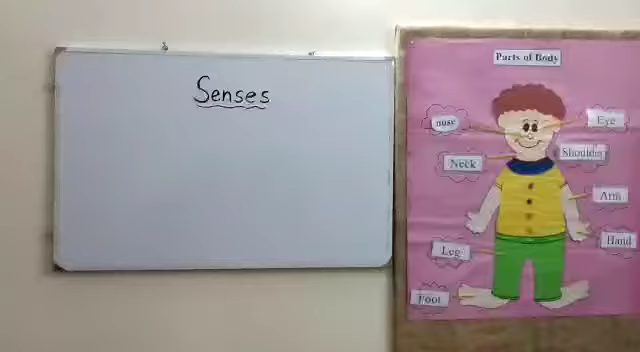 Senses
Parts of Body
nose
Eye
Neck
Shoulder
Arm
Hand
Leg
Foot